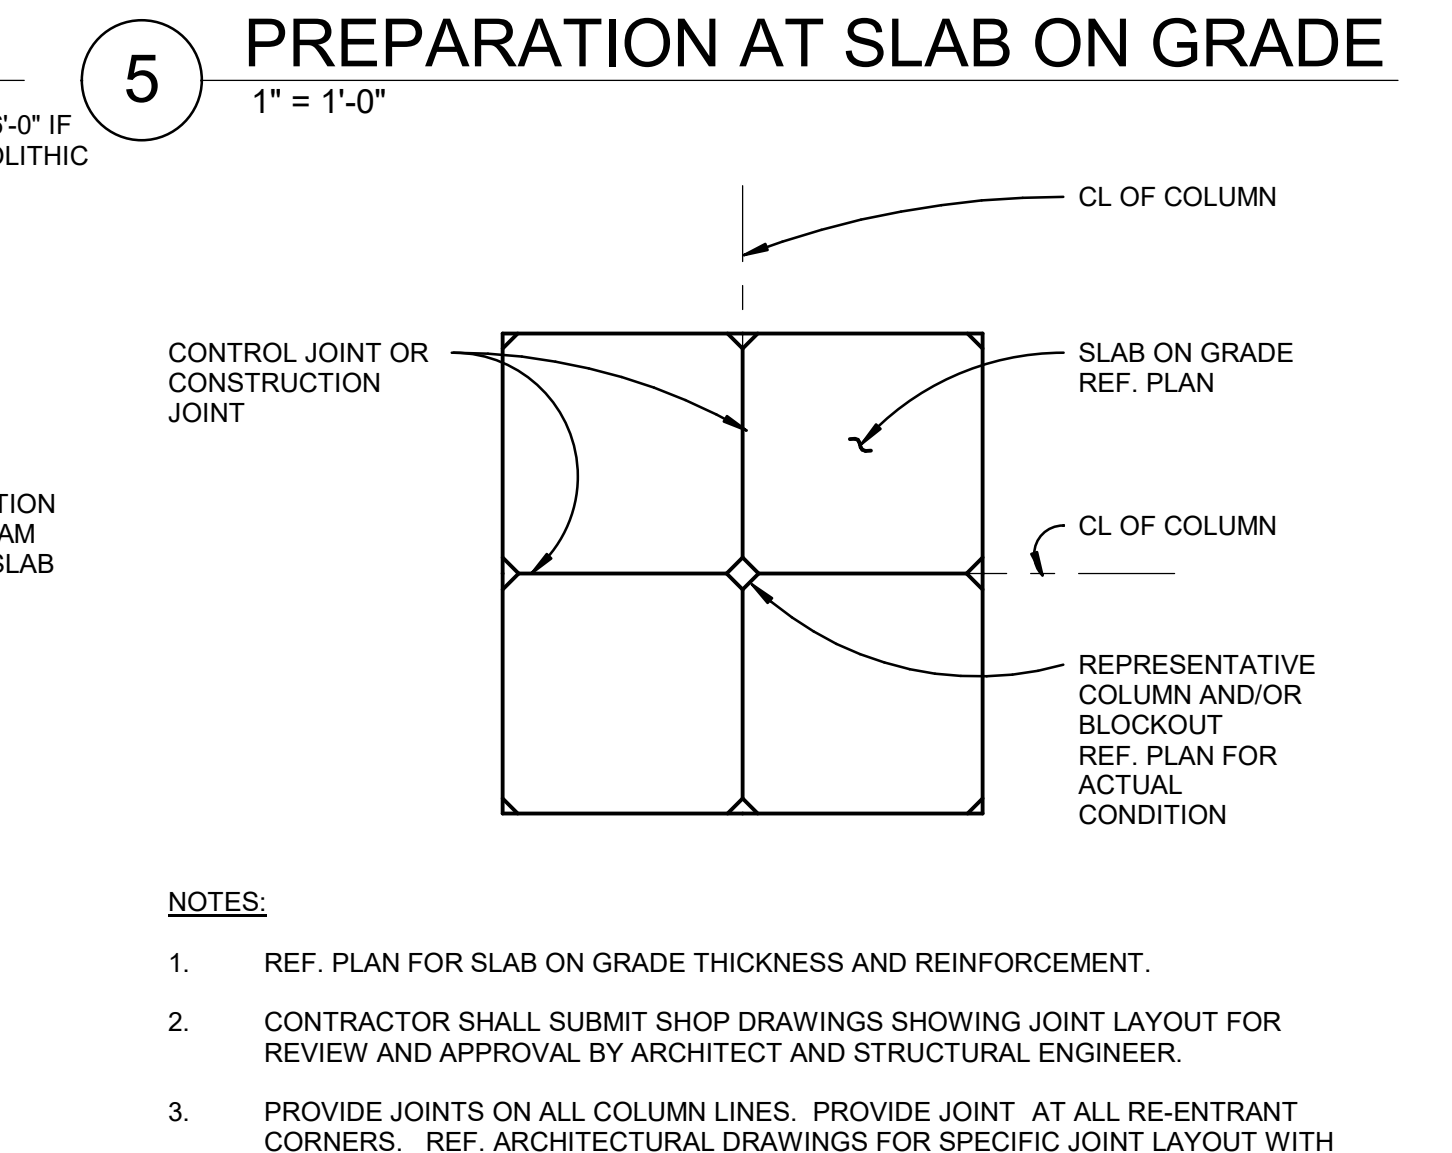 5
PREPARATION AT SLAB ON GRADE
1" = 1'-0"
6'-0" IF
OLITHIC
CL OF COLUMN
CONTROL JOINT OR
CONSTRUCTION
JOINT
SLAB ON GRADE
REF. PLAN
TION
AM
SLAB
CL OF COLUMN
REPRESENTATIVE
COLUMN AND/OR
BLOCKOUT
REF. PLAN FOR
ACTUAL
CONDITION
NOTES:
1. REF. PLAN FOR SLAB ON GRADE THICKNESS AND REINFORCEMENT.
2. CONTRACTOR SHALL SUBMIT SHOP DRAWINGS SHOWING JOINT LAYOUT FOR
REVIEW AND APPROVAL BY ARCHITECT AND STRUCTURAL ENGINEER.
3. PROVIDE JOINTS ON ALL COLUMN LINES. PROVIDE JOINT AT ALL RE-ENTRANT
CORNERS. REF. ARCHITECTURAL DRAWINGS FOR SPECIFIC JOINT LAYOUT WITH